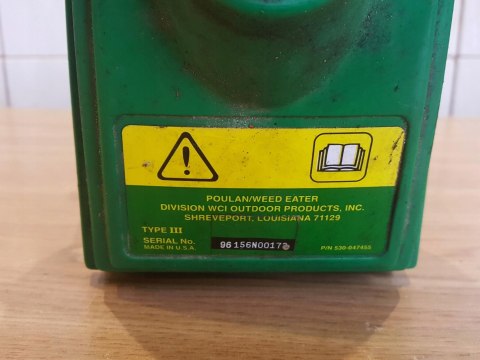 POULAN/WEED EATER
DIVISION WCI OUTDOOR PRODUCTS, INC.
SHREVEPORT, LOUISIANA 71129
TYPE III
SERIAL No.
MADE IN U.S.A.
P/N 530-047455